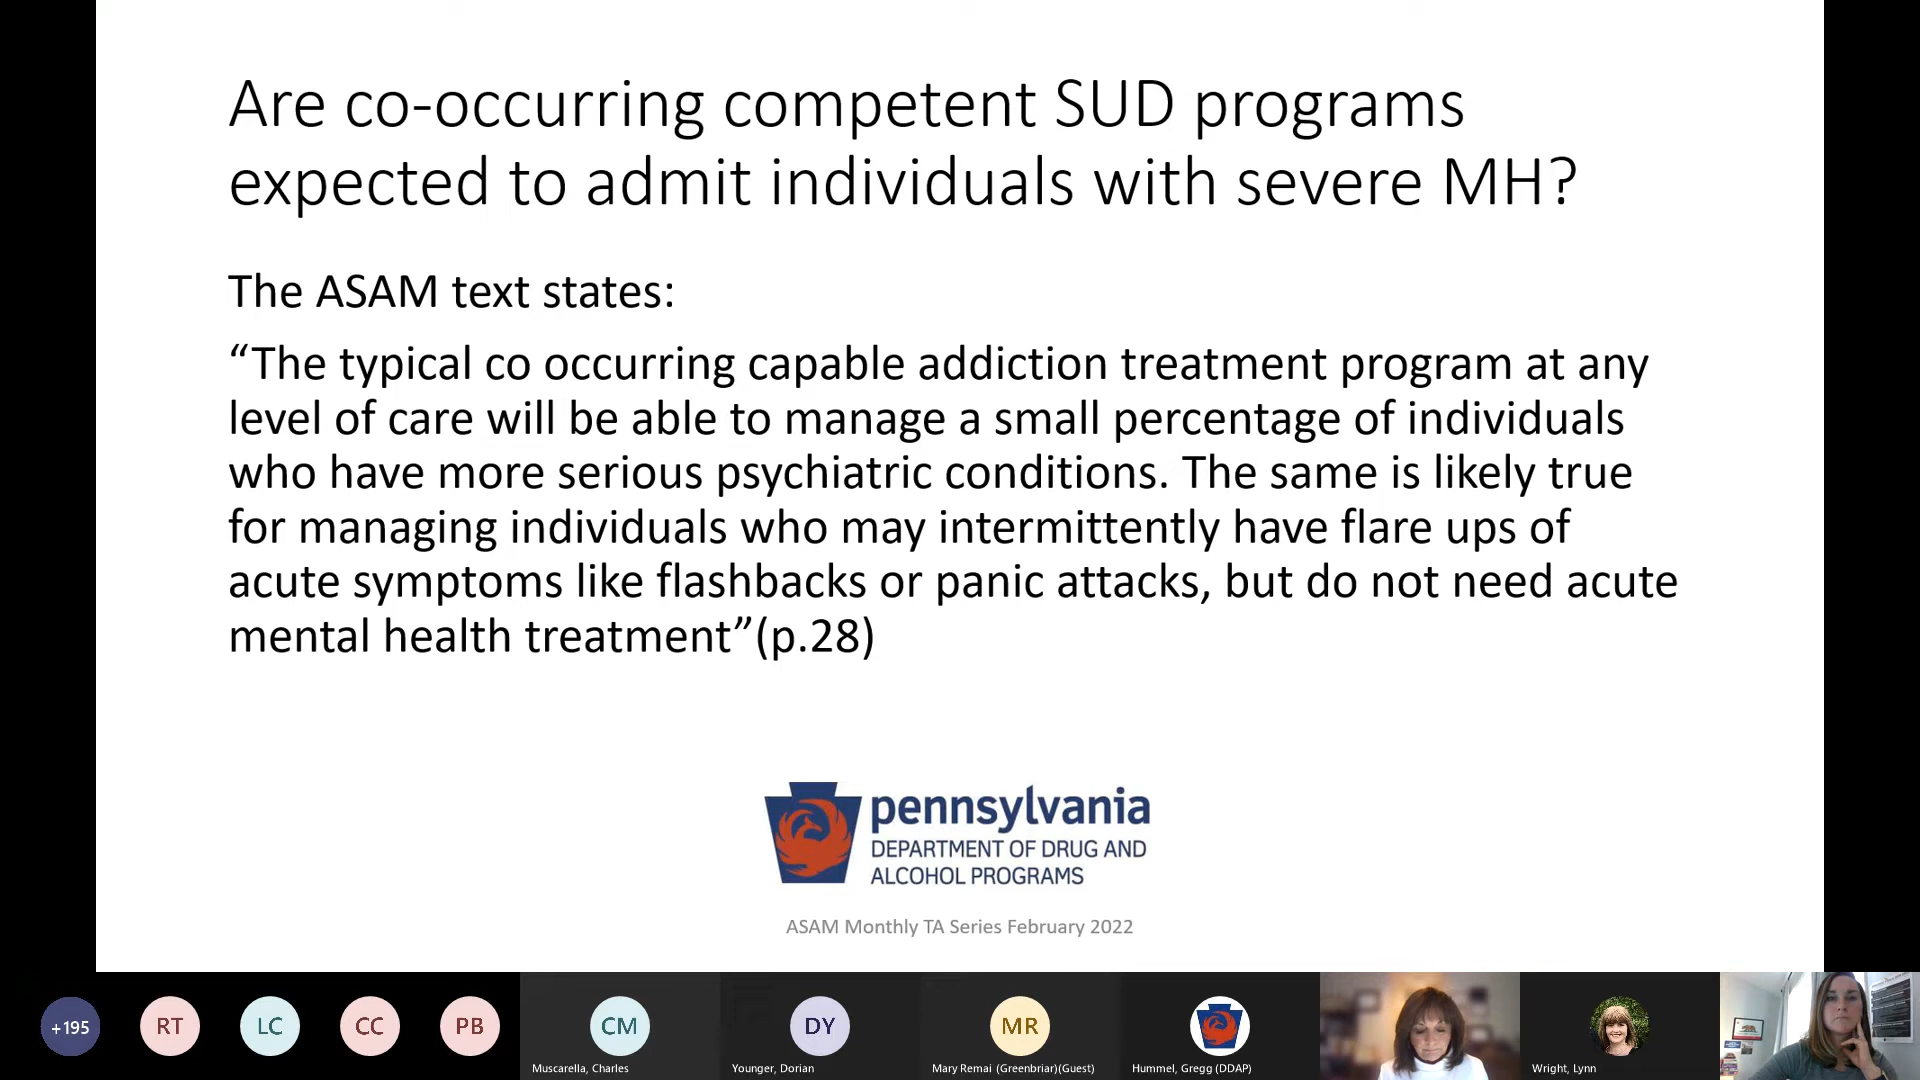 Are co-occurring competent SUD programs
expected to admit individuals with severe MH?
The ASAM text states:
“The typical co occurring capable addiction treatment program at any
level of care will be able to manage a small percentage of individuals
who have more serious psychiatric conditions. The same is likely true
for managing individuals who may intermittently have flare ups of
acute symptoms like flashbacks or panic attacks, but do not need acute
mental health treatment”(p.28)
pennsylvania
DEPARTMENT OF DRUG AND
ALCOHOL PROGRAMS
ASAM Monthly TA Series February 2022
+195
RT
LC
CC
PB
CM
DY
MR
Muscarella, Charles
Younger, Dorian
Mary Remai (Greenbriar)(Guest)
Hummel, Gregg (DDAP)
Wright, Lynn